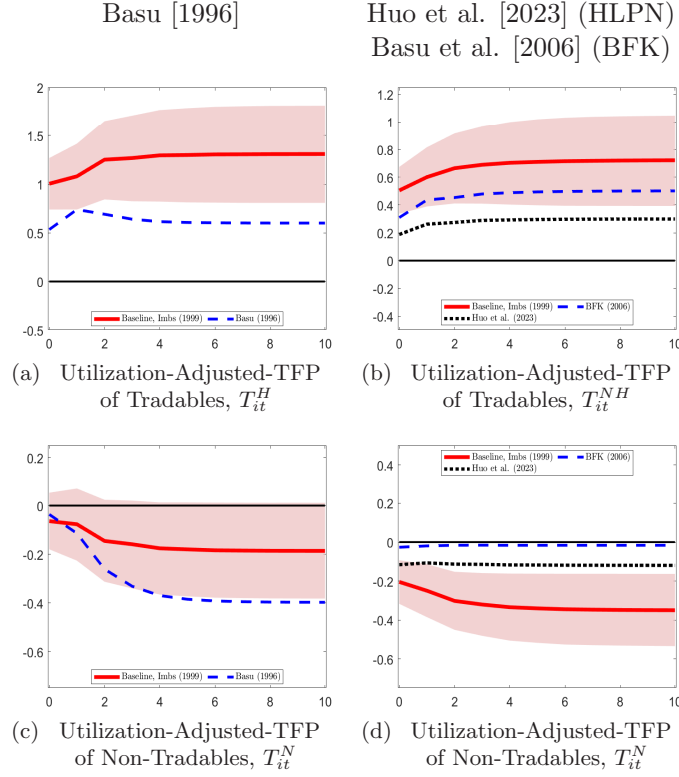 Basu [1996]
Huo et al. [2023] (HLPN)
Basu et al. [2006] (BFK)
2
1.5
1
0.5
0
-0.5
0 2 4 6 8 10
Baseline, Imbs (1999) Basu (1996)
(a) Utilization-Adjusted-TFP
of Tradables, T_{it}^{H}
1.2
1
0.8
0.6
0.4
0.2
0
-0.2
-0.4
0 2 4 6 8 10
Baseline, Imbs (1999) BFK (2006)
Huo et al. (2023)
(b) Utilization-Adjusted-TFP
of Tradables, T_{it}^{NH}
0.2
0
-0.2
-0.4
-0.6
0 2 4 6 8 10
Baseline, Imbs (1999) Basu (1996)
(c) Utilization-Adjusted-TFP
of Non-Tradables, T_{it}^{N}
0.4
0.2
0
-0.2
-0.4
-0.6
0 2 4 6 8 10
Baseline, Imbs (1999) BFK (2006)
Huo et al. (2023)
(d) Utilization-Adjusted-TFP
of Non-Tradables, T_{it}^{N}